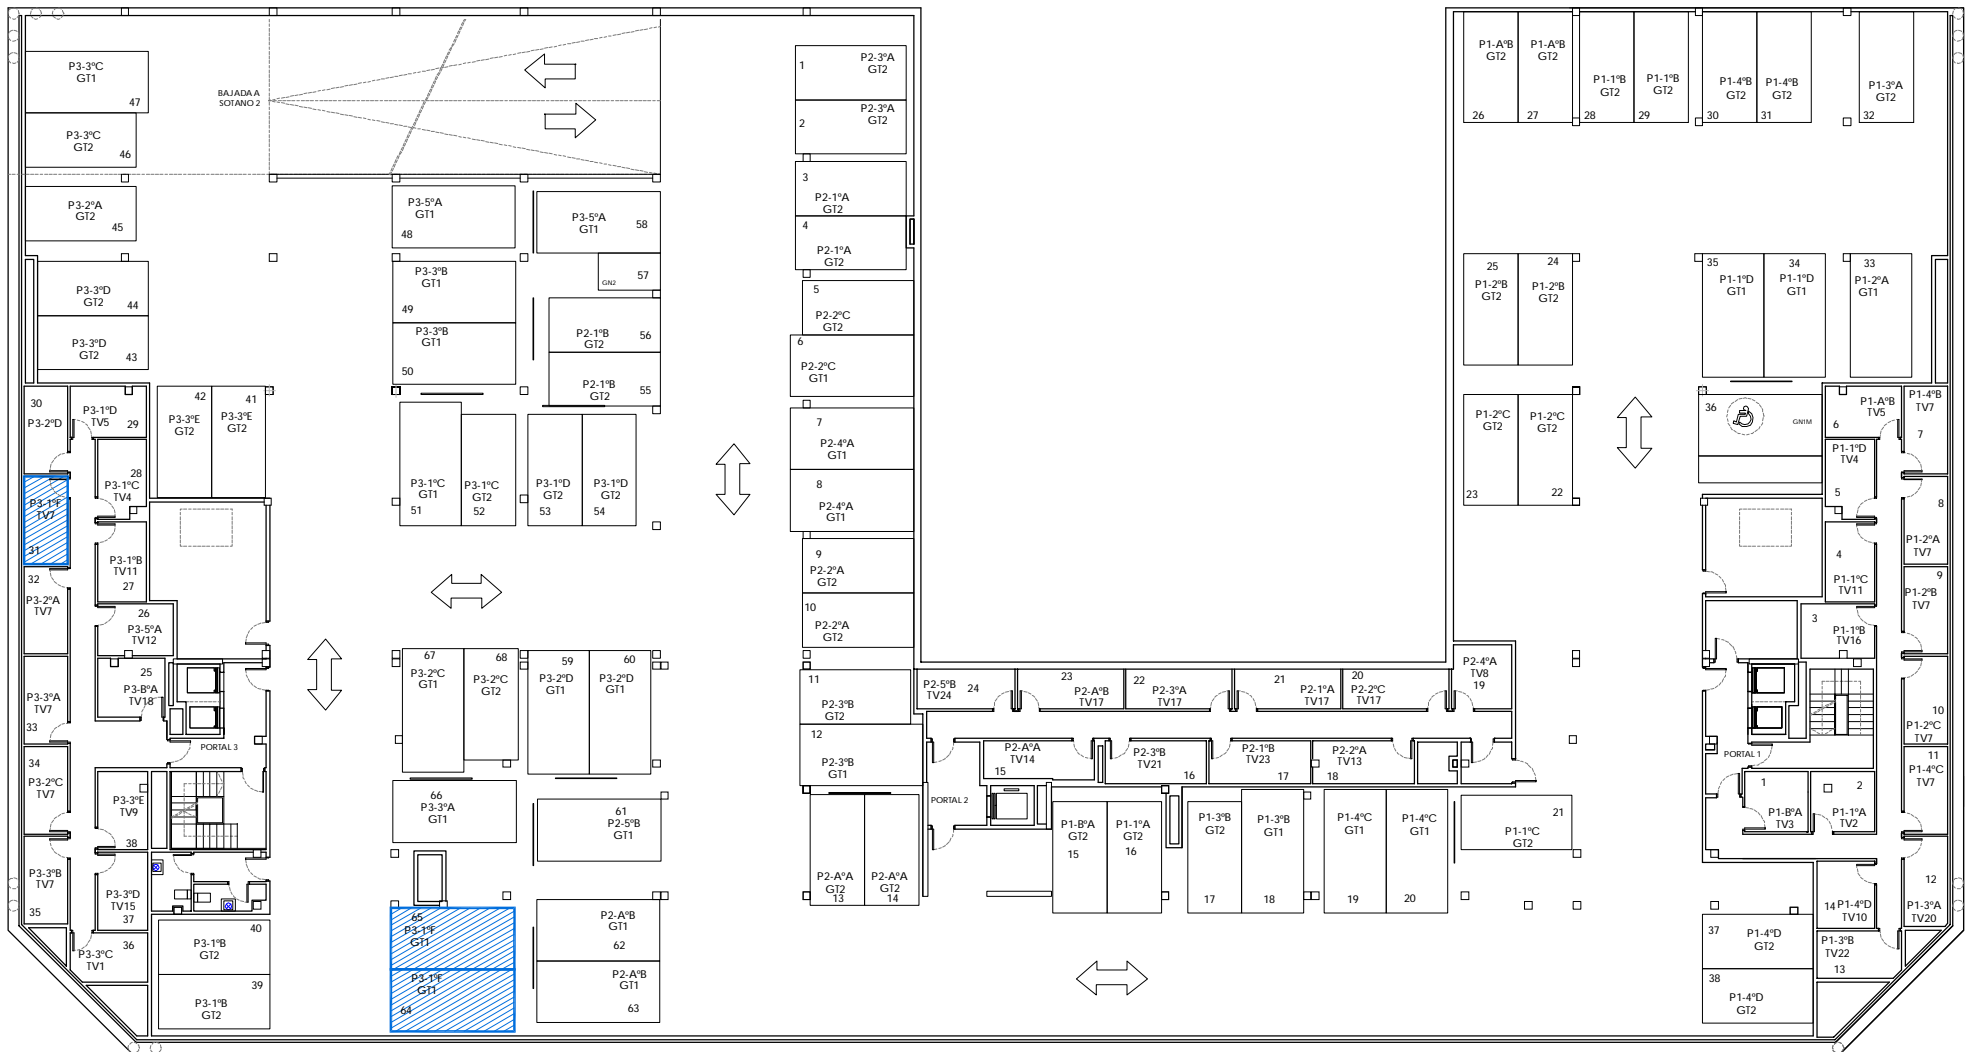 P3-3ºC
GT1
47
P3-3ºC
GT2
46
P3-2ºA
GT2
45
P3-3ºD
GT2
44
P3-3ºD
GT2
43
BAJADA A
SOTANO 2
P3-5ºA
GT1
48
P3-5ºA
GT1
58
57
GN2
P3-3ºB
GT1
49
P3-3ºB
GT1
50
P2-1ºB
GT2
56
P2-1ºB
GT2
55
1
P2-3ºA
GT2
2
P2-3ºA
GT2
3
P2-1ºA
GT2
4
P2-1ºA
GT2
5
P2-2ºC
GT2
6
P2-2ºC
GT1
7
P2-4ºA
GT1
8
P2-4ºA
GT1
9
P2-2ºA
GT2
10
P2-2ºA
GT2
11
P2-3ºB
GT2
12
P2-3ºB
GT1
P2-AºA
GT2
13
P2-AºA
GT2
14
P1-AºB
GT2
26
P1-AºB
GT2
27
P1-1ºB
GT2
28
P1-1ºB
GT2
29
P1-4ºB
GT2
30
P1-4ºB
GT2
31
P1-3ºA
GT2
32
25
P1-2ºB
GT2
24
P1-2ºB
GT2
35
P1-1ºD
GT1
34
P1-1ºD
GT1
33
P1-2ºA
GT1
P1-2ºC
GT2
23
P1-2ºC
GT2
22
36
GN1M
30
P3-2ºD
P3-1ºD
TV5
29
42
P3-3ºE
GT2
41
P3-3ºE
GT2
28
P3-1ºC
TV4
P3-1ºF
TV7
31
P3-1ºB
TV11
27
32
P3-2ºA
TV7
26
P3-5ºA
TV12
25
P3-BºA
TV18
P3-3ºA
TV7
33
PORTAL 3
34
P3-2ºC
TV7
P3-3ºE
TV9
38
P3-3ºB
TV7
35
P3-3ºD
TV15
37
P3-3ºC
TV1
36
P3-1ºB
GT2
40
P3-1ºB
GT2
39
P3-1ºC
GT1
51
P3-1ºC
GT2
52
P3-1ºD
GT2
53
P3-1ºD
GT2
54
67
P3-2ºC
GT1
68
P3-2ºC
GT2
59
P3-2ºD
GT1
60
P3-2ºD
GT1
66
P3-3ºA
GT1
61
P2-5ºB
GT1
65
P3-1ºF
GT1
P3-1ºF
GT1
64
P2-AºB
GT1
62
P2-AºB
GT1
63
P2-5ºB
TV24
24
23
P2-AºB
TV17
22
P2-3ºA
TV17
21
P2-1ºA
TV17
20
P2-2ºC
TV17
P2-4ºA
TV8
19
P2-AºA
TV14
15
P2-3ºB
TV21
16
P2-1ºB
TV23
17
P2-2ºA
TV13
18
PORTAL 2
P1-BºA
GT2
15
P1-1ºA
GT2
16
P1-3ºB
GT2
17
P1-3ºB
GT1
18
P1-4ºC
GT1
19
P1-4ºC
GT1
20
21
P1-1ºC
GT2
P1-AºB
TV5
6
P1-4ºB
TV7
7
P1-1ºD
TV4
5
8
P1-2ºA
TV7
4
P1-1ºC
TV11
9
P1-2ºB
TV7
3
P1-1ºB
TV16
10
P1-2ºC
TV7
PORTAL 1
11
P1-4ºC
TV7
1
P1-BºA
TV3
2
P1-1ºA
TV2
12
P1-3ºA
TV20
14
P1-4ºD
TV10
P1-3ºB
TV22
13
37
P1-4ºD
GT2
38
P1-4ºD
GT2